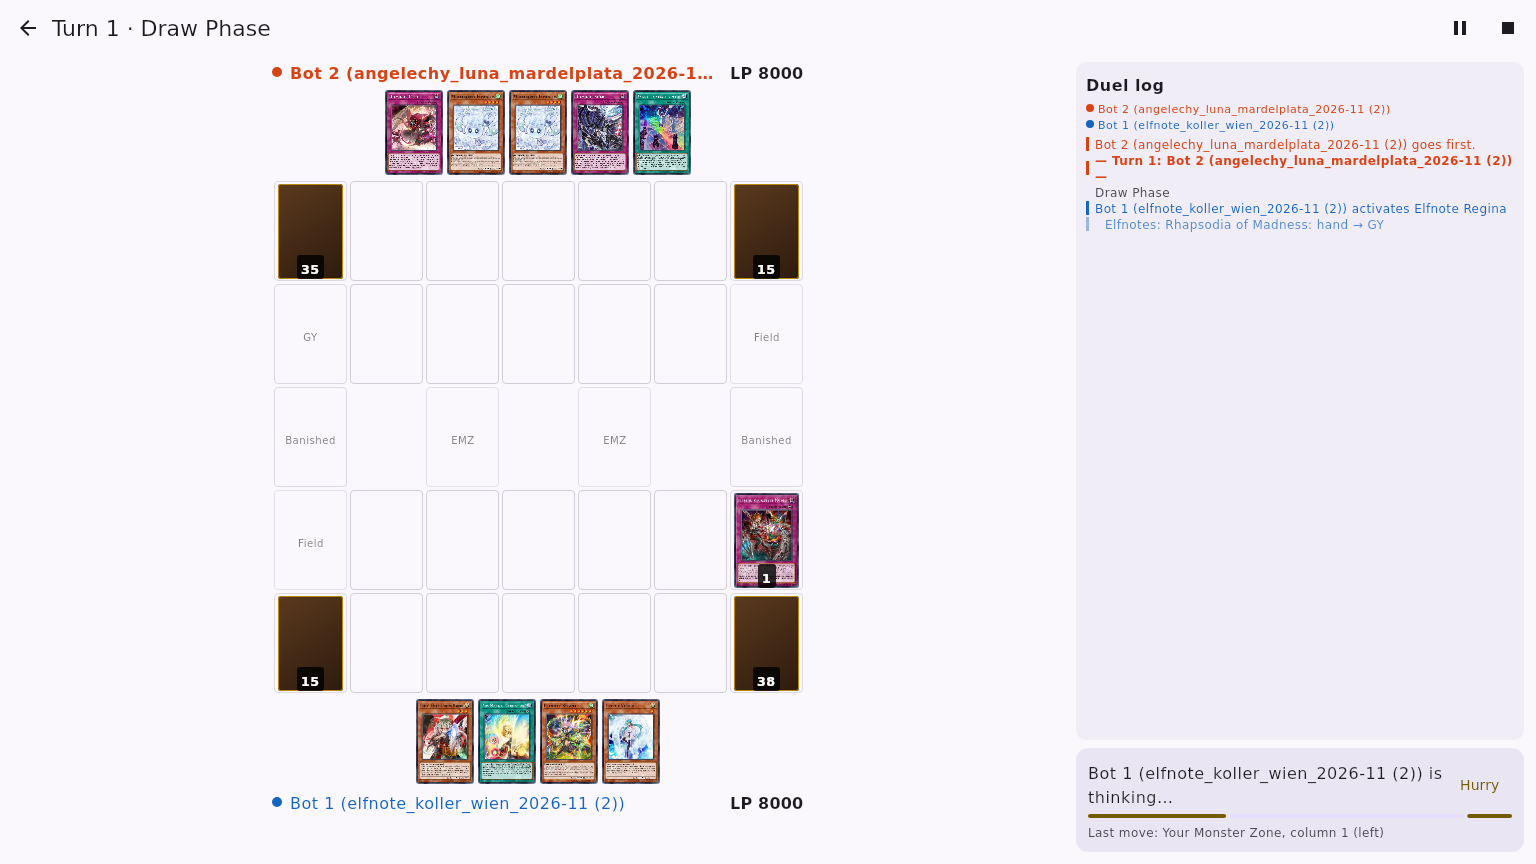 Turn 1 · Draw Phase
Bot 2 (angelechy_luna_mardelplata_2026-1…
LP 8000
35
15
GY
Field
Banished
EMZ
EMZ
Banished
Field
1
15
38
Bot 1 (elfnote_koller_wien_2026-11 (2))
LP 8000
Duel log
Bot 2 (angelechy_luna_mardelplata_2026-11 (2))
Bot 1 (elfnote_koller_wien_2026-11 (2))
Bot 2 (angelechy_luna_mardelplata_2026-11 (2)) goes first.
— Turn 1: Bot 2 (angelechy_luna_mardelplata_2026-11 (2))
—
Draw Phase
Bot 1 (elfnote_koller_wien_2026-11 (2)) activates Elfnote Regina
Elfnotes: Rhapsodia of Madness: hand → GY
Bot 1 (elfnote_koller_wien_2026-11 (2)) is
thinking…
Hurry
Last move: Your Monster Zone, column 1 (left)